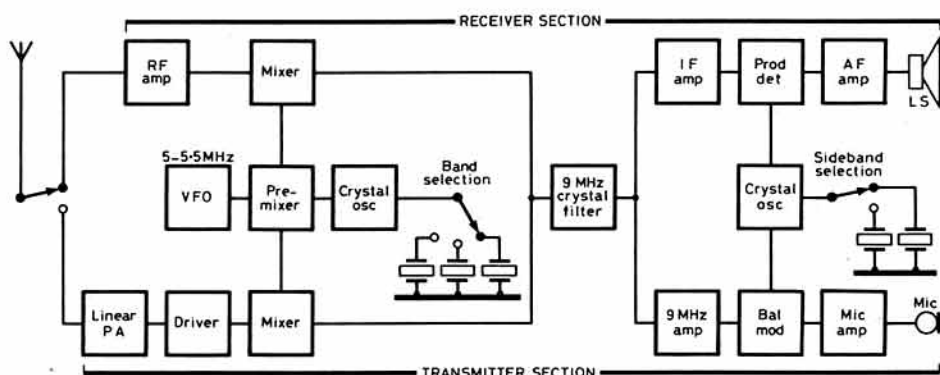 RECEIVER SECTION
RF
amp
Mixer
IF
amp
Prod
det
AF
amp
LS
5–5·5MHz
VFO
Pre-
mixer
Crystal
osc
Band
selection
9 MHz
crystal
filter
Crystal
osc
Sideband
selection
Linear
PA
Driver
Mixer
9 MHz
amp
Bal
mod
Mic
amp
Mic
TRANSMITTER SECTION